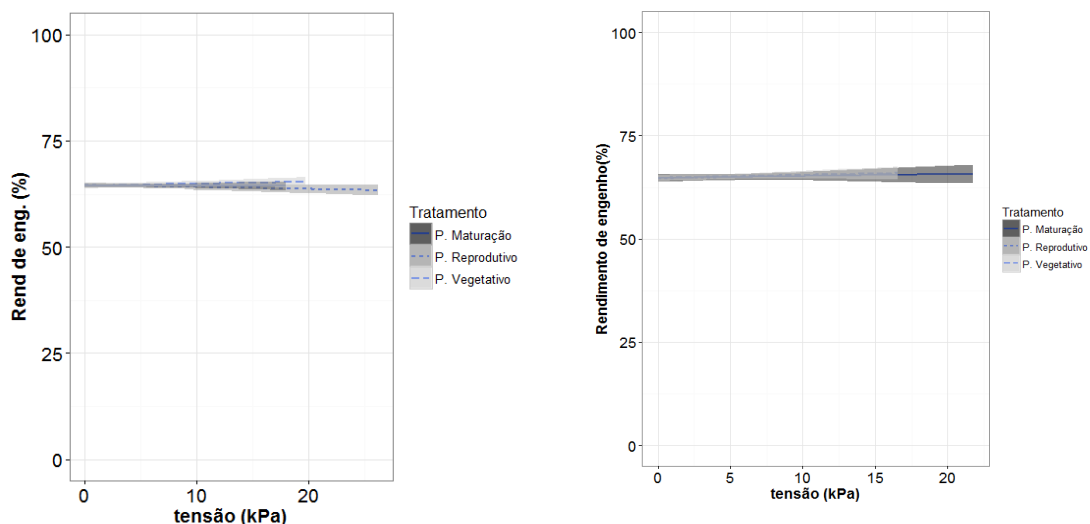 100
75
50
25
0
Rend de eng. (%)
0 10 20
tensão (kPa)
Tratamento
P. Maturação
P. Reprodutivo
P. Vegetativo
100
75
50
25
0
Rendimento de engenho(%)
0 5 10 15 20
tensão (kPa)
Tratamento
P. Maturação
P. Reprodutivo
P. Vegetativo